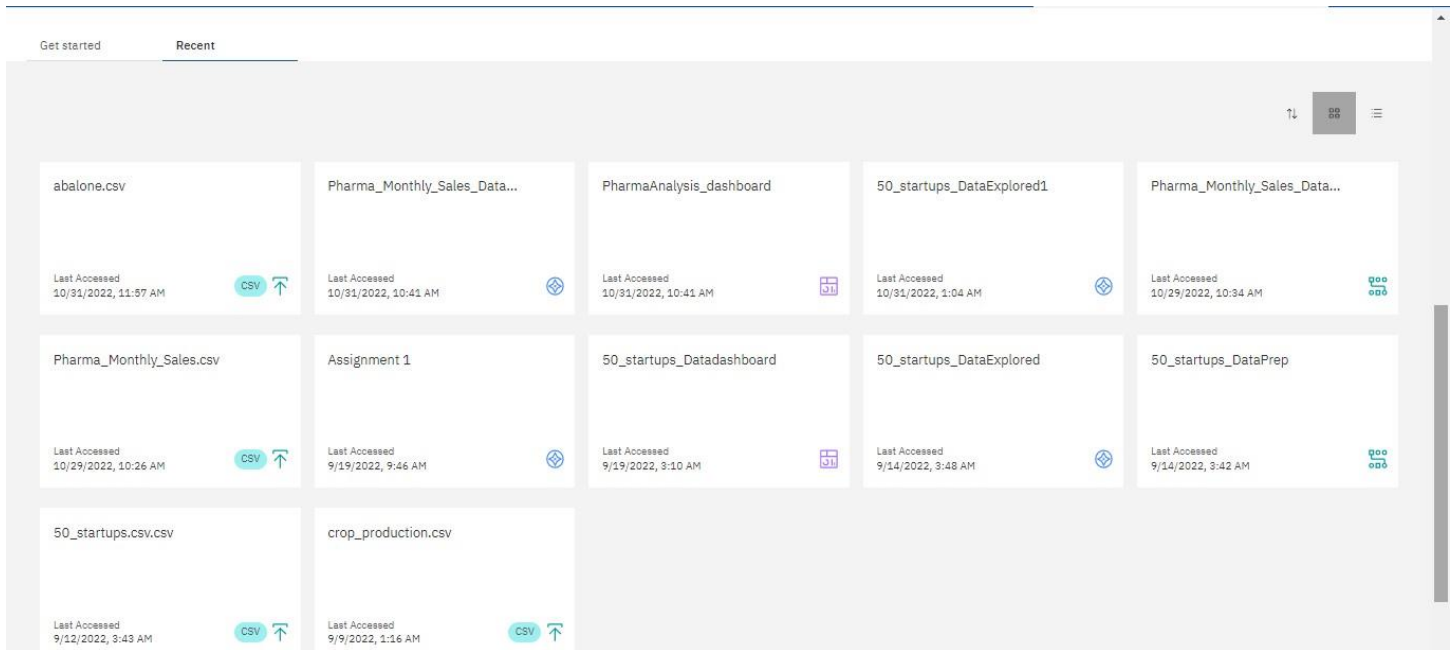 Get started
Recent
abalone.csv
Last Accessed
10/31/2022, 11:57 AM
CSV
Pharma_Monthly_Sales_Data...
Last Accessed
10/31/2022, 10:41 AM
PharmaAnalysis_dashboard
Last Accessed
10/31/2022, 10:41 AM
50_startups_DataExplored1
Last Accessed
10/31/2022, 1:04 AM
Pharma_Monthly_Sales_Data...
Last Accessed
10/29/2022, 10:34 AM
Pharma_Monthly_Sales.csv
Last Accessed
10/29/2022, 10:26 AM
CSV
Assignment 1
Last Accessed
9/19/2022, 9:46 AM
50_startups_Datadashboard
Last Accessed
9/19/2022, 3:10 AM
50_startups_DataExplored
Last Accessed
9/14/2022, 3:48 AM
50_startups_DataPrep
Last Accessed
9/14/2022, 3:42 AM
50_startups.csv.csv
Last Accessed
9/12/2022, 3:43 AM
CSV
crop_production.csv
Last Accessed
9/9/2022, 1:16 AM
CSV